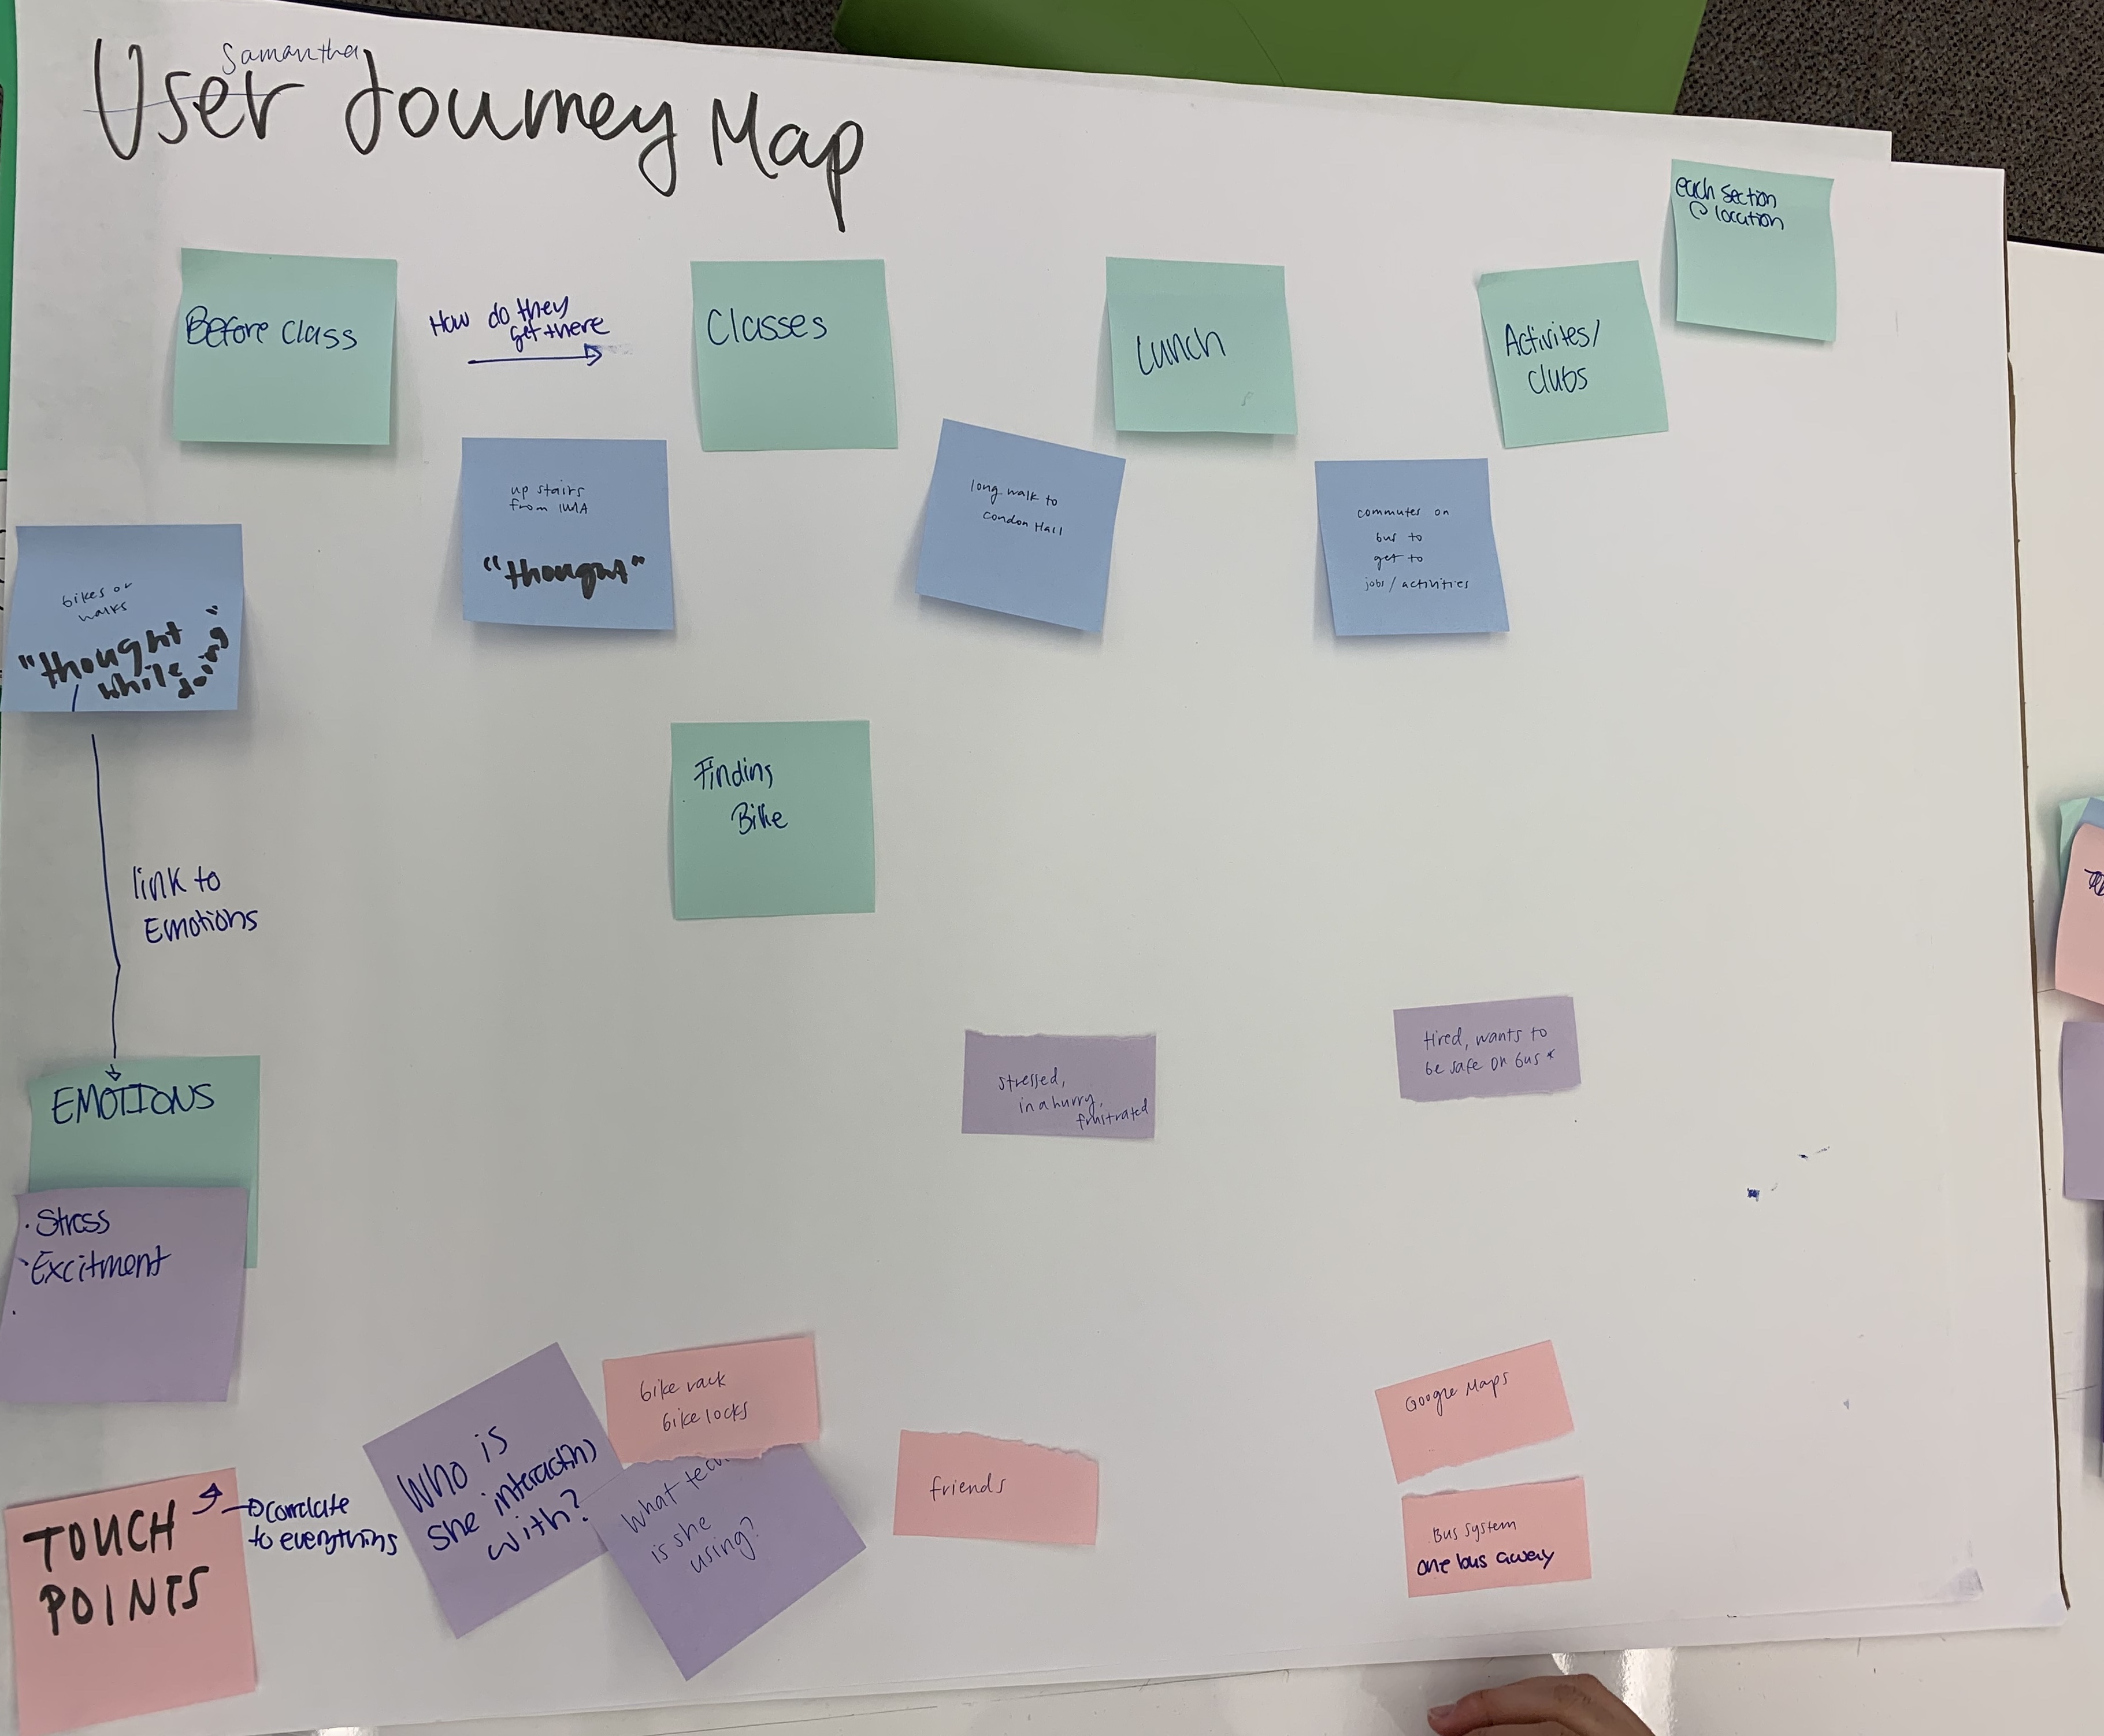 Samantha
User Journey Map
each section
@ location
Before Class
How do they
get there
Classes
Lunch
Activites/
clubs
bikes or
walks
"thought
while
doing"
up stairs
from IMA
"thought"
long walk to
Condon Hall
commuter on
bus to
get to
jobs / activities
Finding
Bike
link to
Emotions
EMOTIONS
· Stress
· Excitment
·
stressed,
in a hurry,
frustrated
tired, wants to
be safe on bus *
TOUCH
POINTS
correlate
to everything
Who is
she interacting
with?
bike rack
bike locks
What tec
is she
using?
friends
Google Maps
Bus System
one bus away